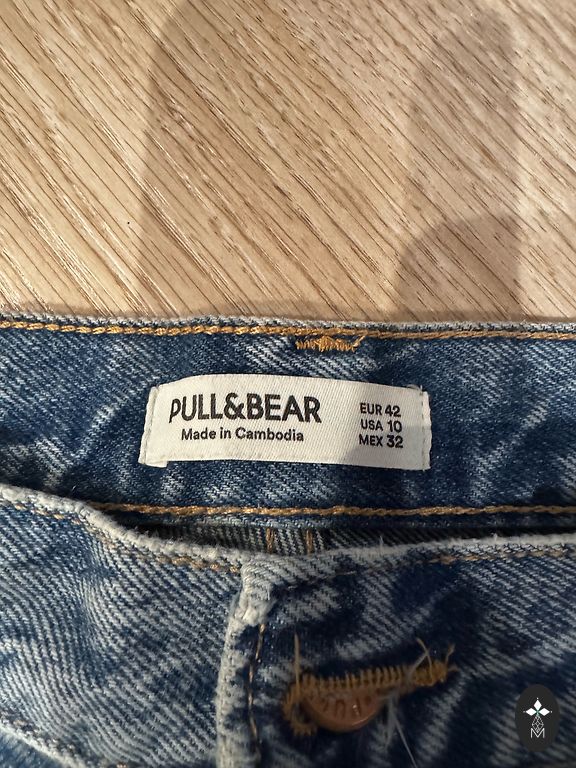 PULL&BEAR
Made in Cambodia
EUR 42
USA 10
MEX 32